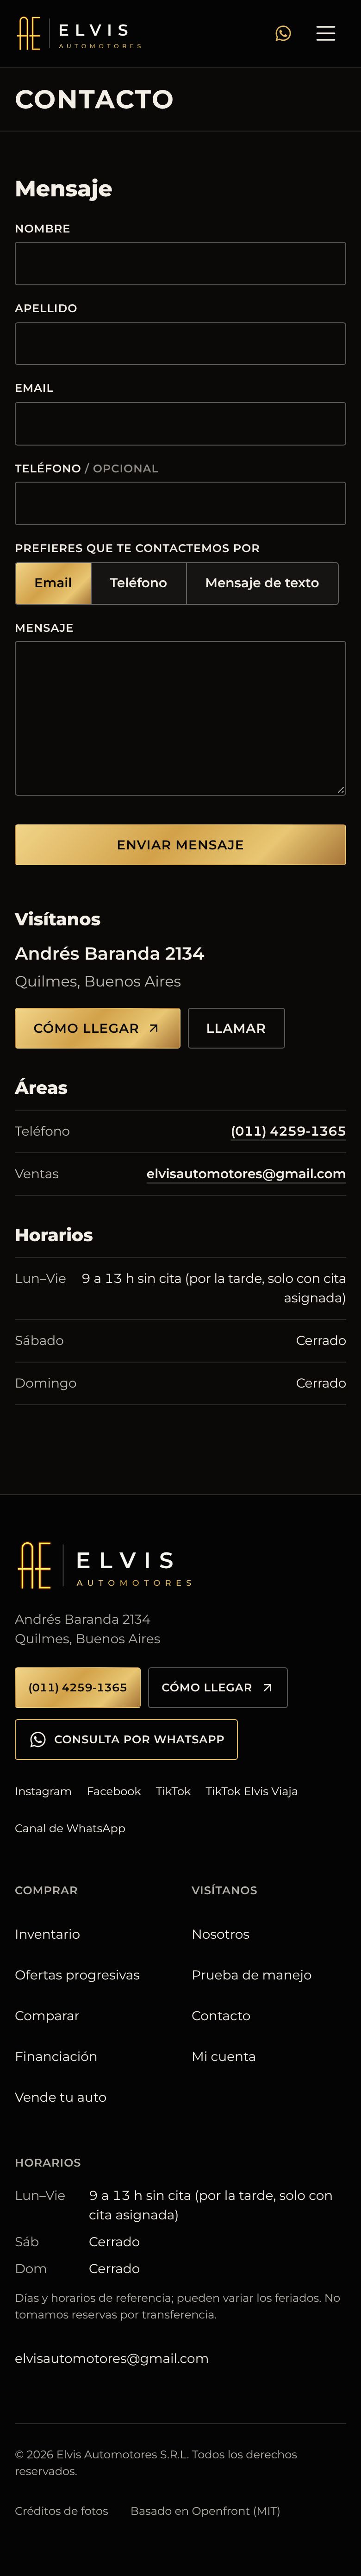 AE ELVIS
AUTOMOTORES
CONTACTO
Mensaje
NOMBRE
APELLIDO
EMAIL
TELÉFONO / OPCIONAL
PREFIERES QUE TE CONTACTEMOS POR
Email Teléfono Mensaje de texto
MENSAJE
ENVIAR MENSAJE
Visítanos
Andrés Baranda 2134
Quilmes, Buenos Aires
CÓMO LLEGAR LLAMAR
Áreas
Teléfono (011) 4259-1365
Ventas elvisautomotores@gmail.com
Horarios
Lun–Vie 9 a 13 h sin cita (por la tarde, solo con cita
asignada)
Sábado Cerrado
Domingo Cerrado
AE ELVIS
AUTOMOTORES
Andrés Baranda 2134
Quilmes, Buenos Aires
(011) 4259-1365 CÓMO LLEGAR
CONSULTA POR WHATSAPP
Instagram Facebook TikTok TikTok Elvis Viaja
Canal de WhatsApp
COMPRAR VISÍTANOS
Inventario Nosotros
Ofertas progresivas Prueba de manejo
Comparar Contacto
Financiación Mi cuenta
Vende tu auto
HORARIOS
Lun–Vie 9 a 13 h sin cita (por la tarde, solo con
cita asignada)
Sáb Cerrado
Dom Cerrado
Días y horarios de referencia; pueden variar los feriados. No
tomamos reservas por transferencia.
elvisautomotores@gmail.com
© 2026 Elvis Automotores S.R.L. Todos los derechos
reservados.
Créditos de fotos Basado en Openfront (MIT)